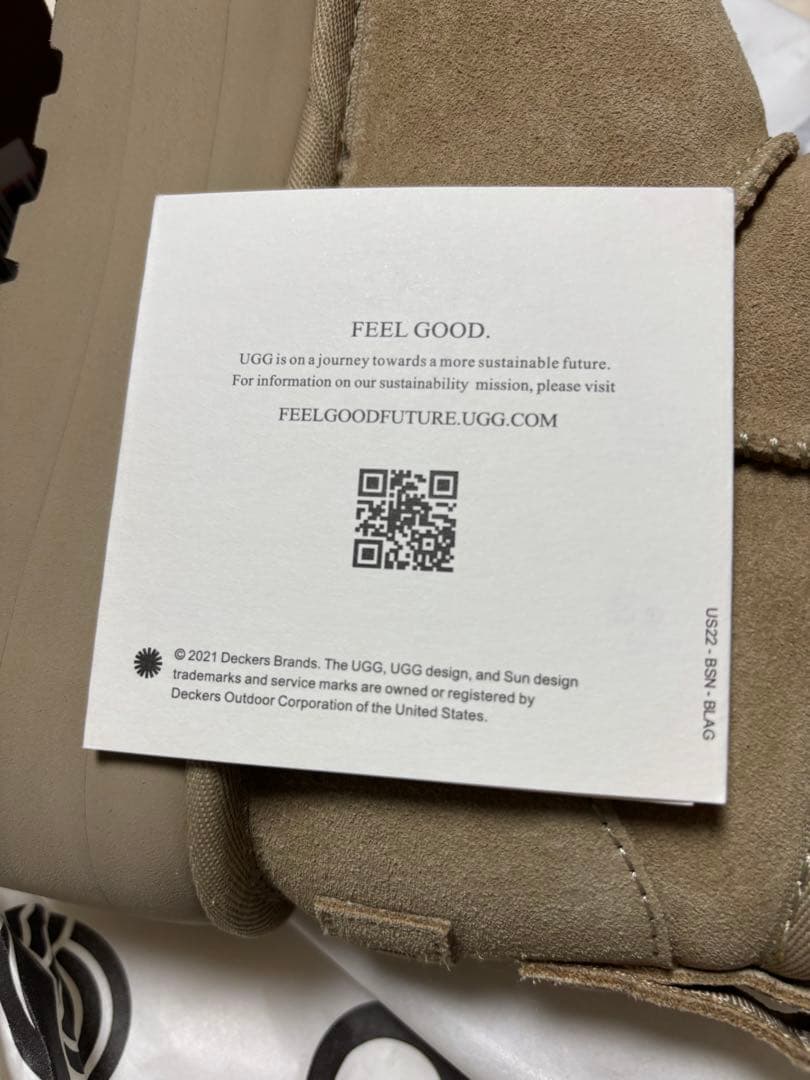 FEEL GOOD.
UGG is on a journey towards a more sustainable future.
For information on our sustainability mission, please visit
FEELGOODFUTURE.UGG.COM
© 2021 Deckers Brands. The UGG, UGG design, and Sun design
trademarks and service marks are owned or registered by
Deckers Outdoor Corporation of the United States.
US22 - BSN - BLAG